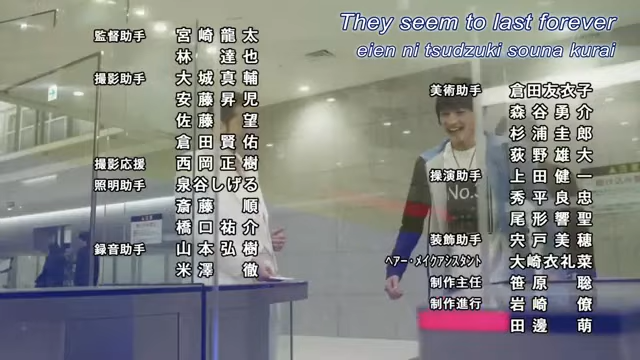 They seem to last forever
eien ni tsudzuki souna kurai
監督助手 宮崎龍太
林 達也
撮影助手 大城真輔
安藤昇児
佐藤 望
倉田賢佑
撮影応援 西岡正樹
照明助手 泉谷しげる
斎藤 順
橋口祐介
録音助手 山本弘樹
米澤 徹
美術助手 倉田友衣子
森谷勇介
杉浦圭郎
荻野雄大
操演助手 上田健一
秀平良忠
尾形響聖
装飾助手 宍戸美穂
ヘアー・メイクアシスタント 大崎衣礼菜
制作主任 笹原 聡
制作進行 岩崎 僚
田邊 萌
No.